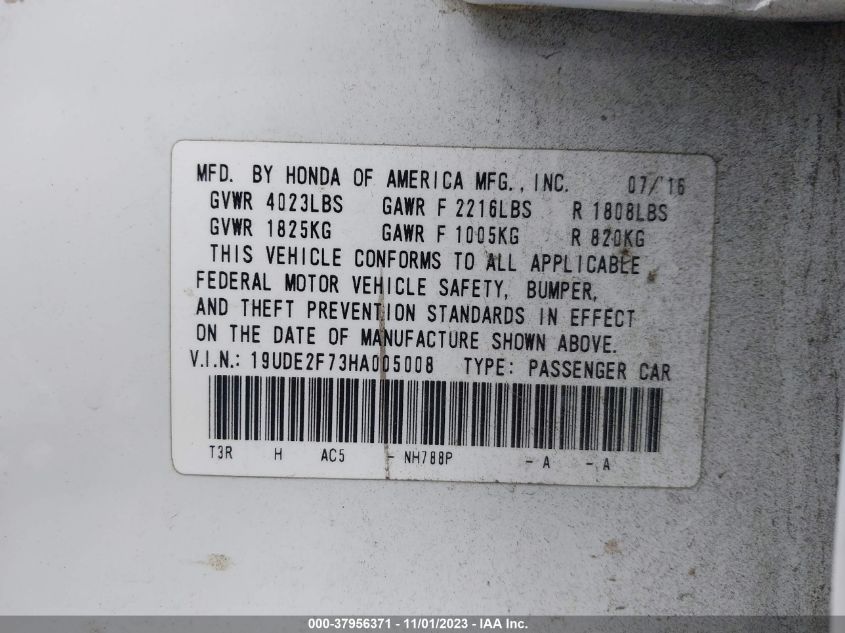 MFD. BY HONDA OF AMERICA MFG., INC. 07/'16
GVWR 4023LBS GAWR F 2216LBS R 1808LBS
GVWR 1825KG GAWR F 1005KG R 820KG
THIS VEHICLE CONFORMS TO ALL APPLICABLE
FEDERAL MOTOR VEHICLE SAFETY, BUMPER,
AND THEFT PREVENTION STANDARDS IN EFFECT
ON THE DATE OF MANUFACTURE SHOWN ABOVE.
V.I.N.: 19UDE2F73HA005008 TYPE: PASSENGER CAR
T3R H AC5 - NH788P - A - A
000-37956371 - 11/01/2023 - IAA Inc.